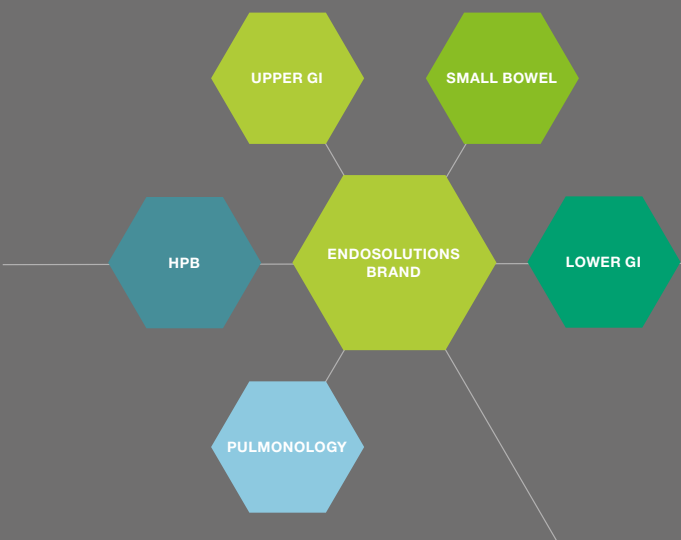 UPPER GI
SMALL BOWEL
HPB
ENDOSOLUTIONS
BRAND
LOWER GI
PULMONOLOGY